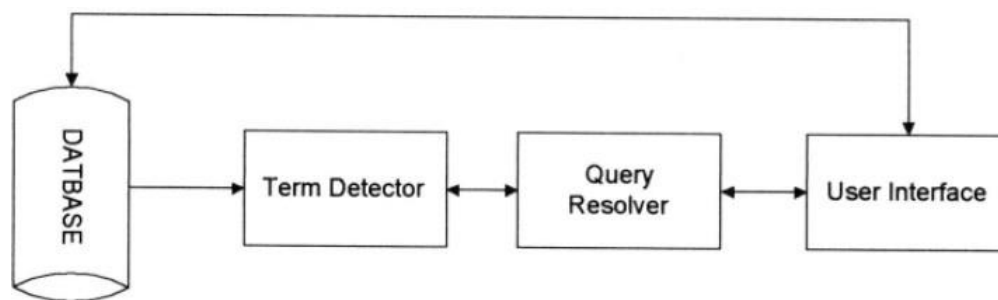 DATBASE
Term Detector
Query
Resolver
User Interface